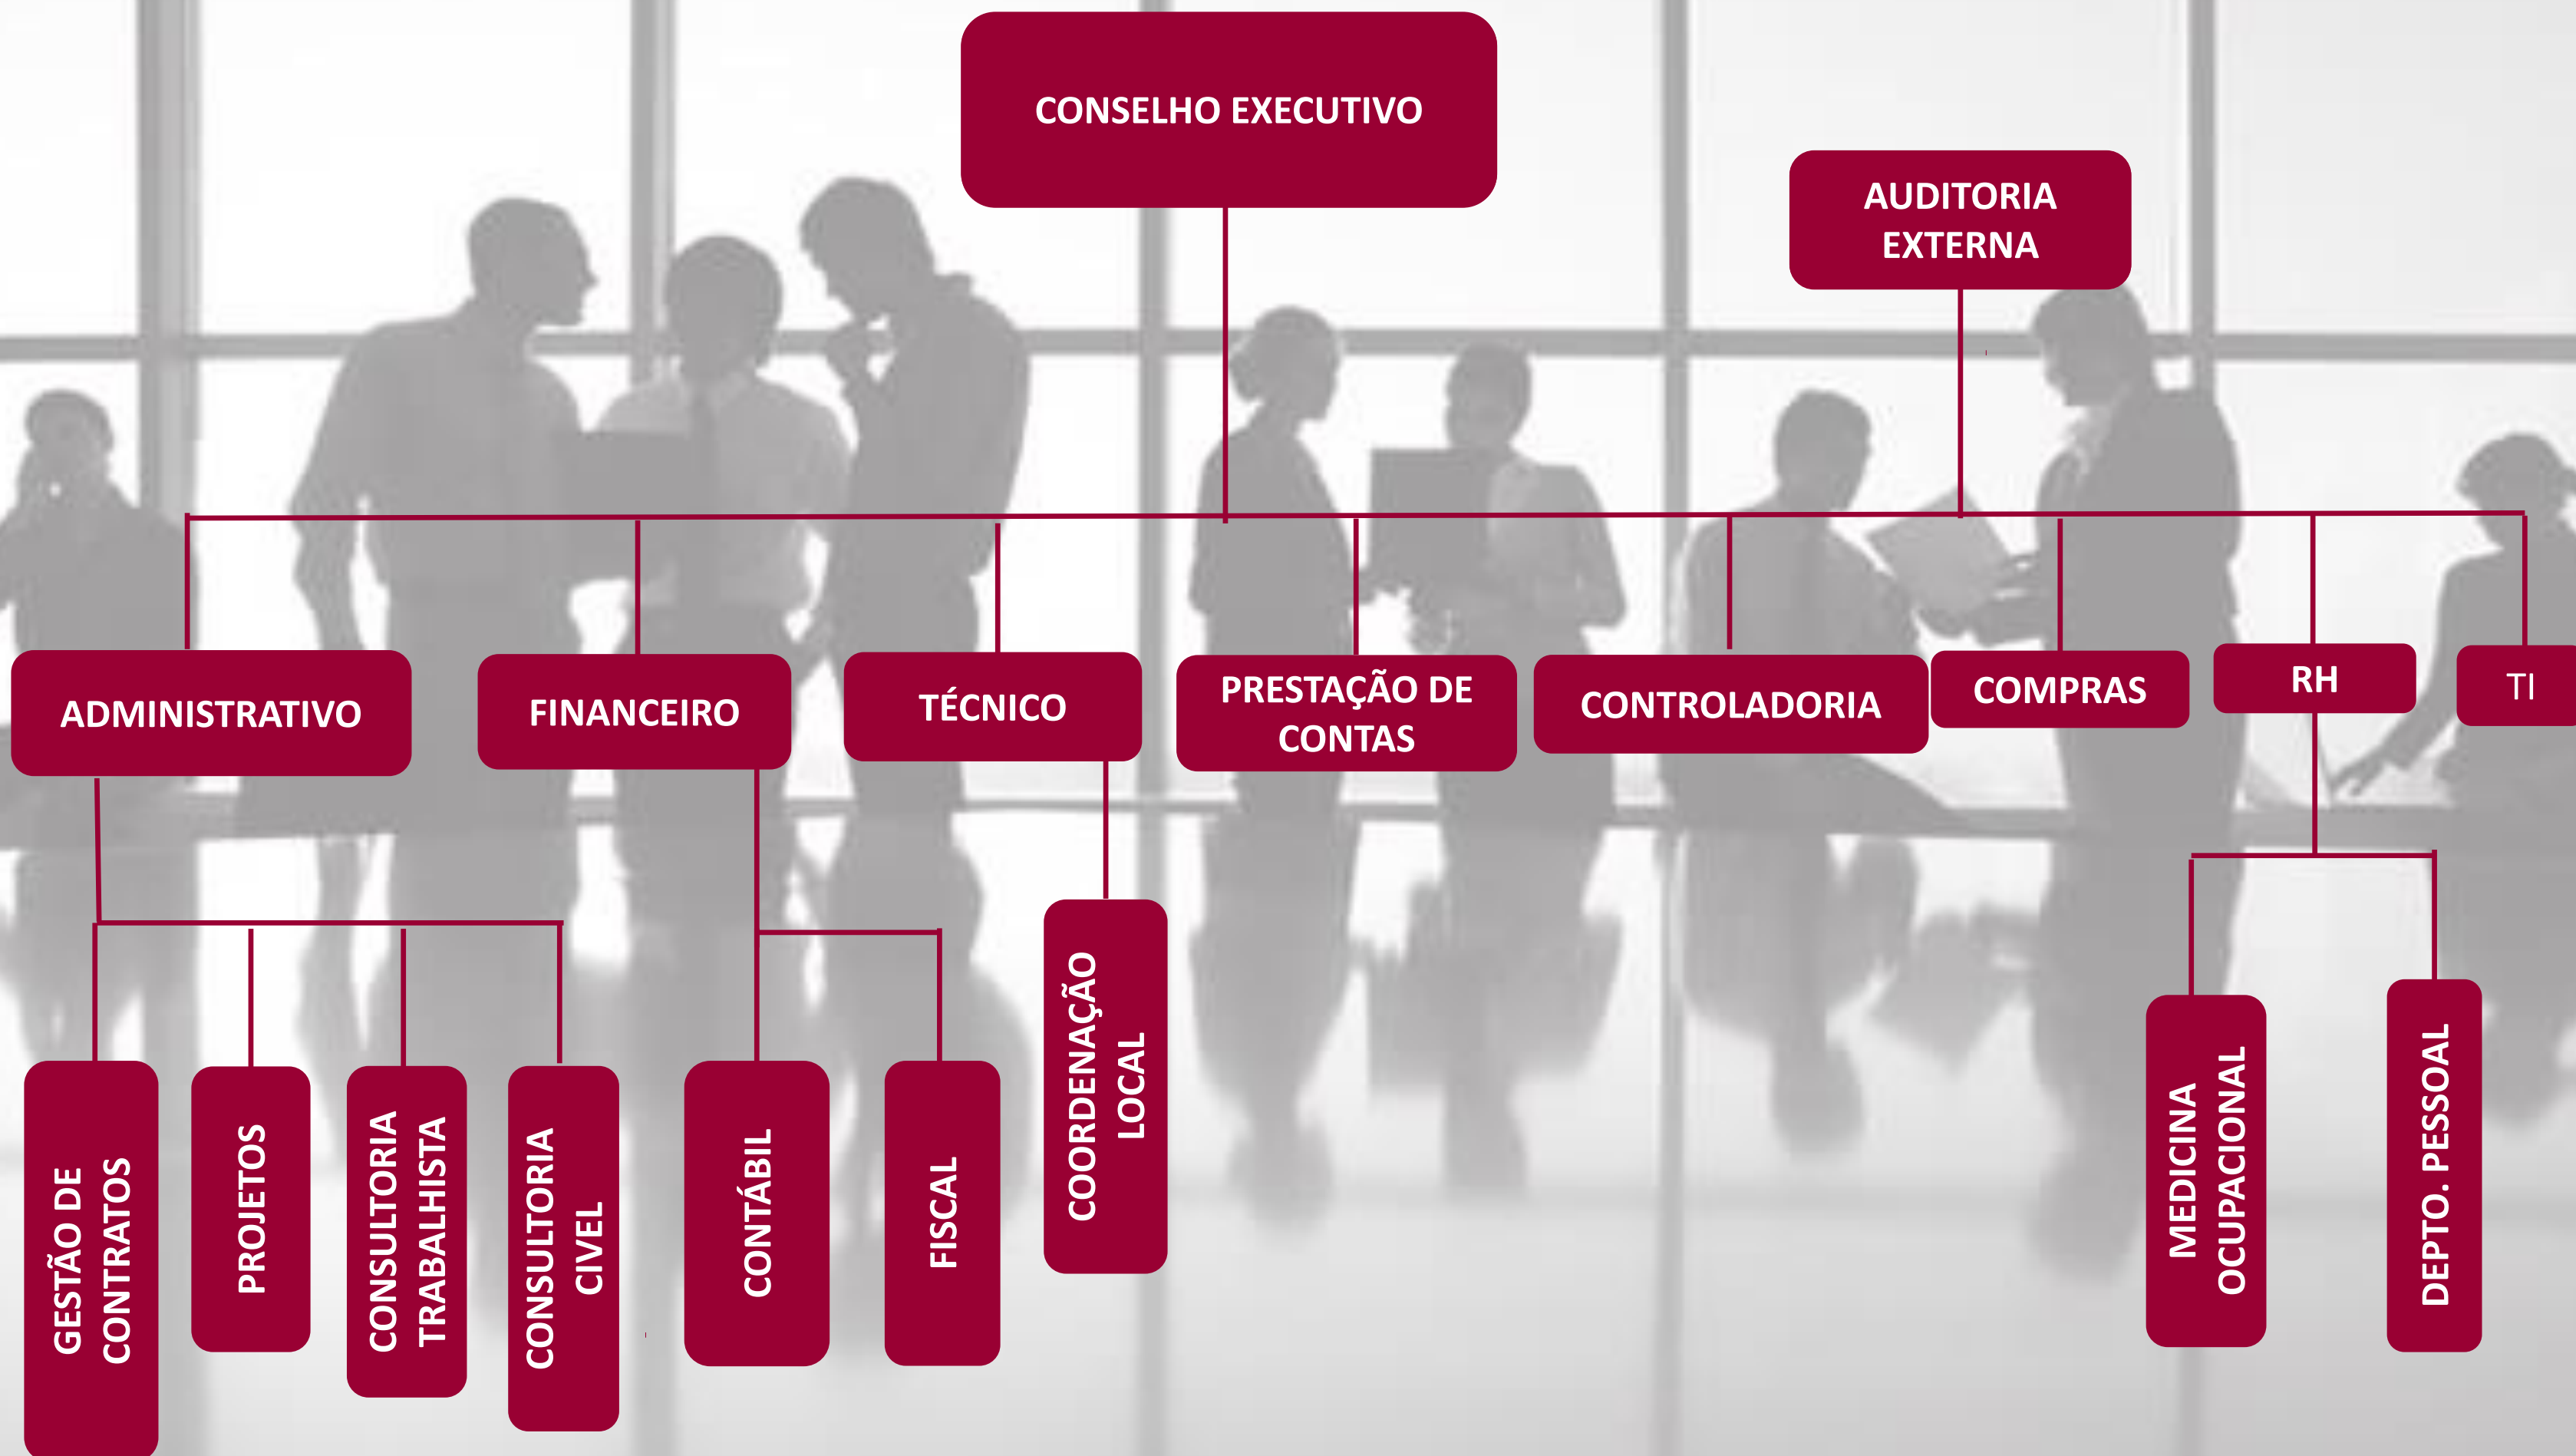 CONSELHO EXECUTIVO
AUDITORIA
EXTERNA
ADMINISTRATIVO
FINANCEIRO
TÉCNICO
PRESTAÇÃO DE
CONTAS
CONTROLADORIA
COMPRAS
RH
TI
GESTÃO DE
CONTRATOS
PROJETOS
CONSULTORIA
TRABALHISTA
CONSULTORIA
CIVEL
CONTÁBIL
FISCAL
COORDENAÇÃO
LOCAL
MEDICINA
OCUPACIONAL
DEPTO. PESSOAL